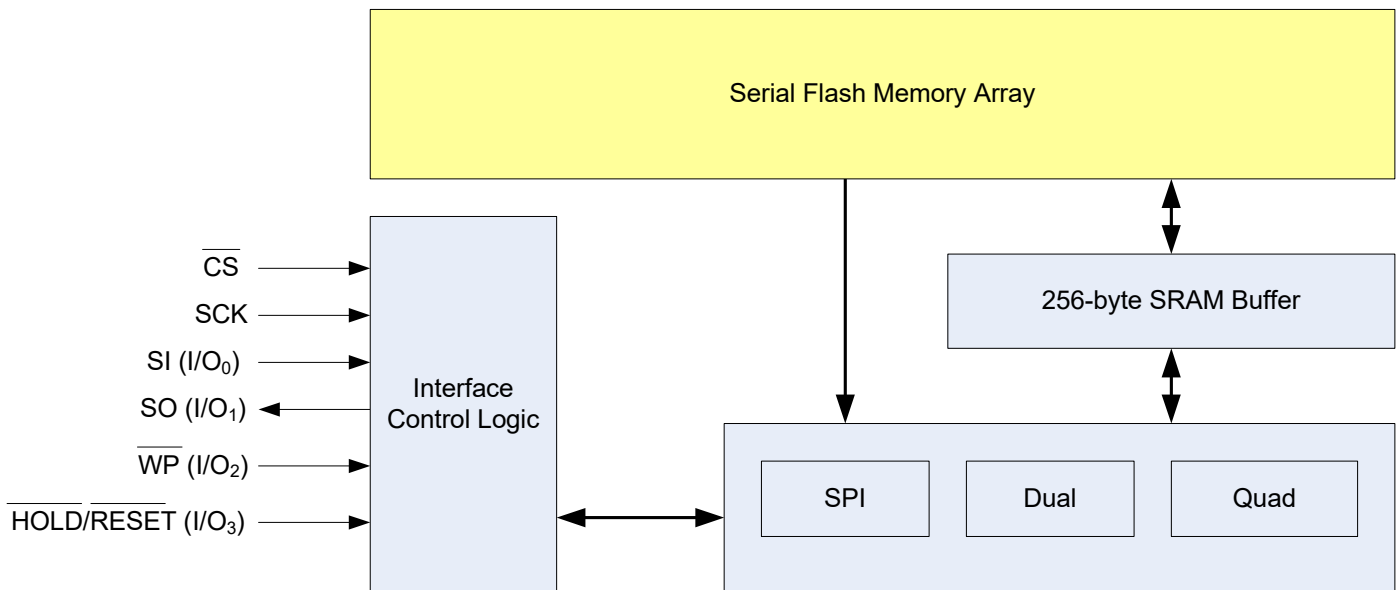 Serial Flash Memory Array
CS
SCK
SI (I/O0)
SO (I/O1)
WP (I/O2)
HOLD/RESET (I/O3)
Interface
Control Logic
256-byte SRAM Buffer
SPI
Dual
Quad